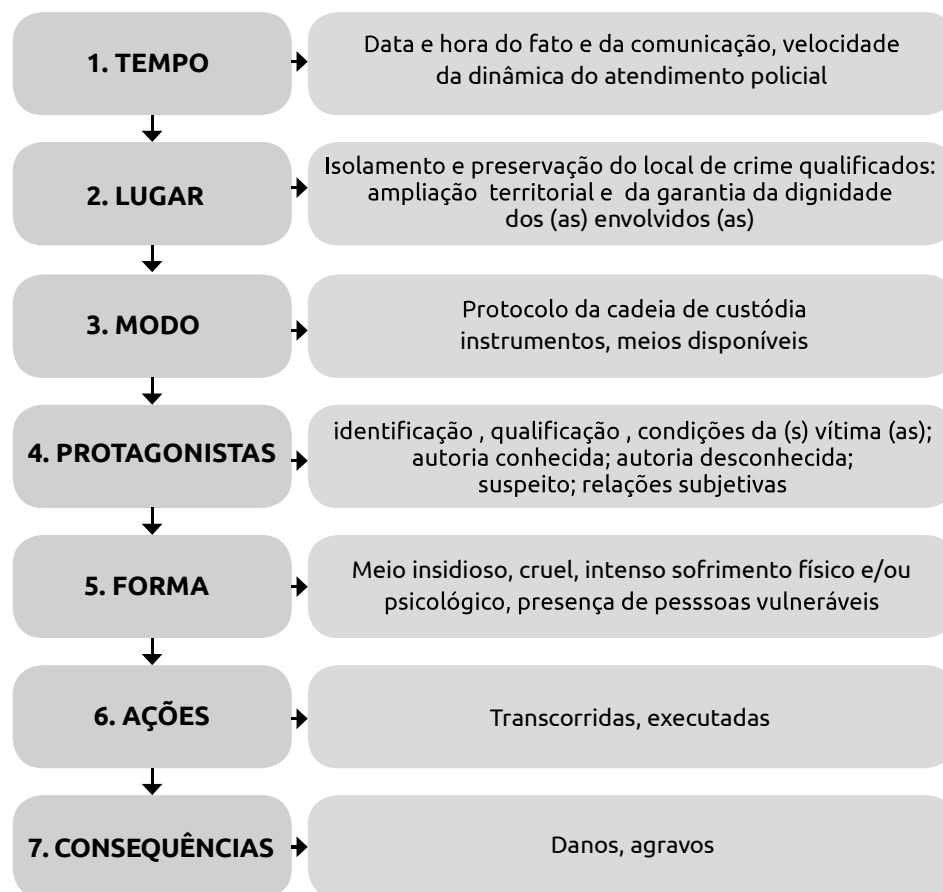 1. TEMPO
Data e hora do fato e da comunicação, velocidade
da dinâmica do atendimento policial
2. LUGAR
Isolamento e preservação do local de crime qualificados:
ampliação territorial e da garantia da dignidade
dos (as) envolvidos (as)
3. MODO
Protocolo da cadeia de custódia
instrumentos, meios disponíveis
4. PROTAGONISTAS
identificação , qualificação , condições da (s) vítima (as);
autoria conhecida; autoria desconhecida;
suspeito; relações subjetivas
5. FORMA
Meio insidioso, cruel, intenso sofrimento físico e/ou
psicológico, presença de pesssoas vulneráveis
6. AÇÕES
Transcorridas, executadas
7. CONSEQUÊNCIAS
Danos, agravos